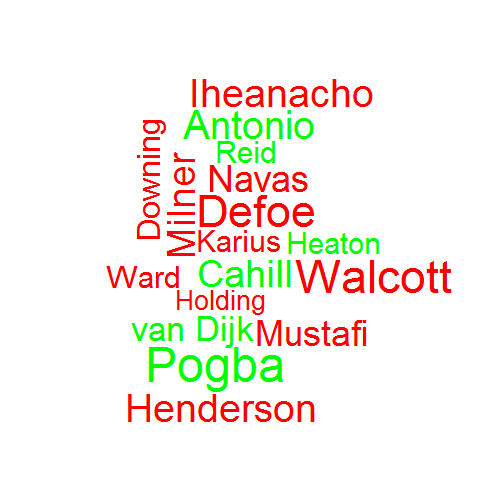 Iheanacho
Antonio
Reid
Downing
Milner
Navas
Defoe
Karius
Heaton
Ward
Cahill
Walcott
Holding
van Dijk
Mustafi
Pogba
Henderson